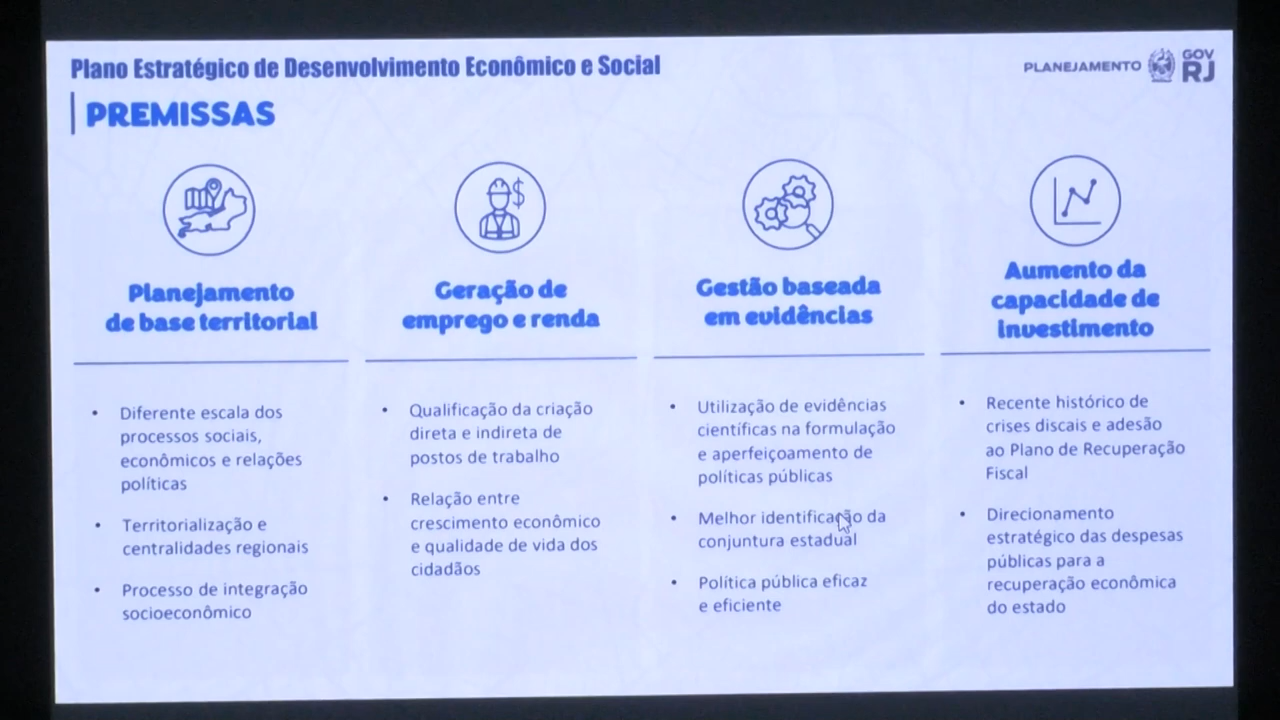 Plano Estratégico de Desenvolvimento Econômico e Social
PLANEJAMENTO
GOV
RJ
PREMISSAS
$
Planejamento
de base territorial
• Diferente escala dos
processos sociais,
econômicos e relações
políticas
• Territorialização e
centralidades regionais
• Processo de integração
socioeconômico
Geração de
emprego e renda
• Qualificação da criação
direta e indireta de
postos de trabalho
• Relação entre
crescimento econômico
e qualidade de vida dos
cidadãos
Gestão baseada
em evidências
• Utilização de evidências
científicas na formulação
e aperfeiçoamento de
políticas públicas
• Melhor identificação da
conjuntura estadual
• Política pública eficaz
e eficiente
Aumento da
capacidade de
investimento
• Recente histórico de
crises discais e adesão
ao Plano de Recuperação
Fiscal
• Direcionamento
estratégico das despesas
públicas para a
recuperação econômica
do estado